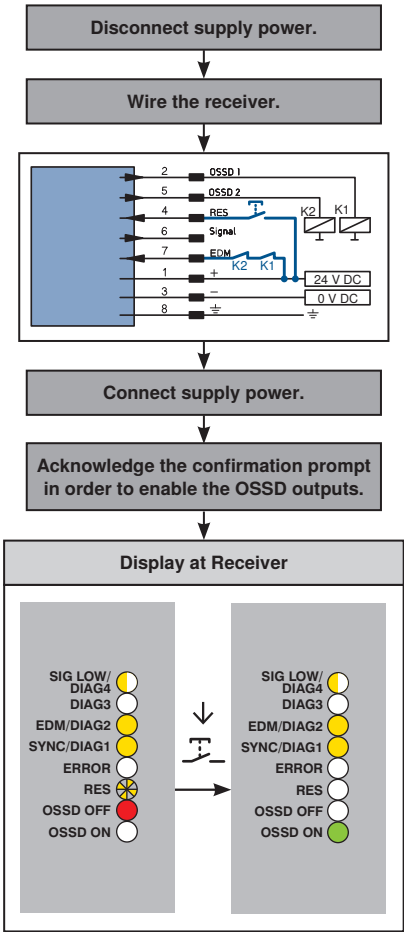 Disconnect supply power.
Wire the receiver.
2 OSSD 1
5 OSSD 2
4 RES
K2 K1
6 Signal
7 EDM
K2 K1
1 + 24 V DC
3 – 0 V DC
8
Connect supply power.
Acknowledge the confirmation prompt
in order to enable the OSSD outputs.
Display at Receiver
SIG LOW/
DIAG4
DIAG3
EDM/DIAG2
SYNC/DIAG1
ERROR
RES
OSSD OFF
OSSD ON
SIG LOW/
DIAG4
DIAG3
EDM/DIAG2
SYNC/DIAG1
ERROR
RES
OSSD OFF
OSSD ON